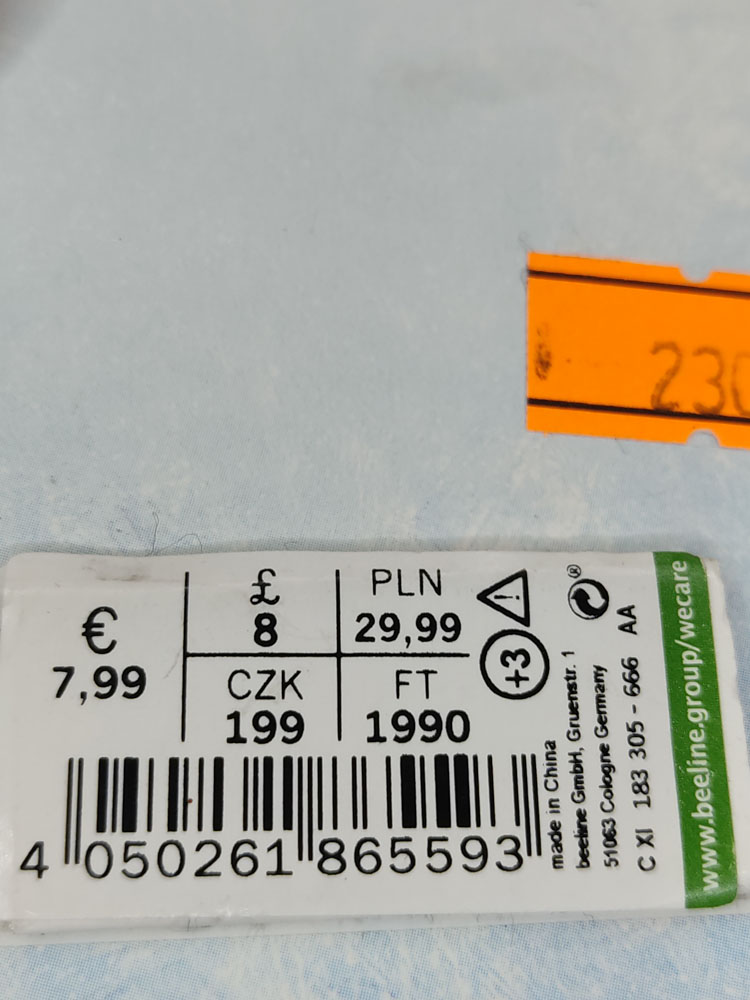 230
€
7,99
£
8
PLN
29,99
CZK
199
FT
1990
+3
made in China
beeline GmbH, Gruenstr. 1
51063 Cologne Germany
C XI 183 305 - 666 AA
www.beeline.group/wecare
4 050261 865593